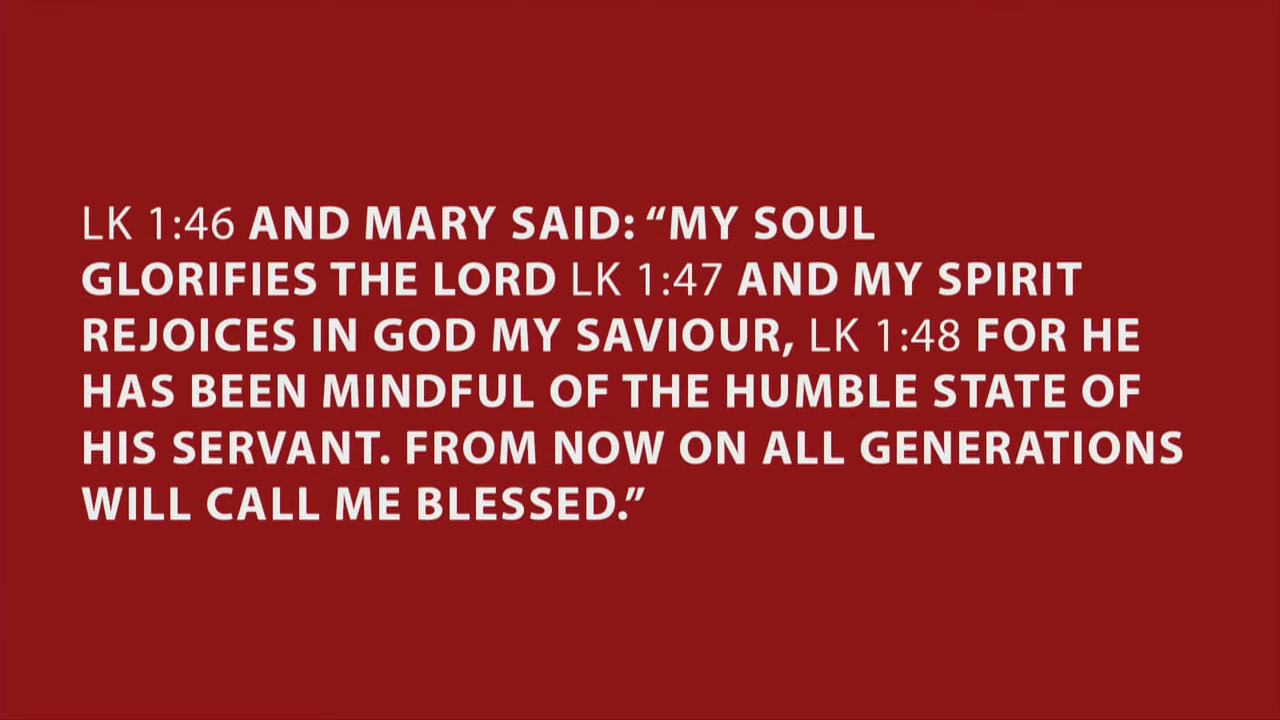 LK 1:46 AND MARY SAID: “MY SOUL
GLORIFIES THE LORD LK 1:47 AND MY SPIRIT
REJOICES IN GOD MY SAVIOUR, LK 1:48 FOR HE
HAS BEEN MINDFUL OF THE HUMBLE STATE OF
HIS SERVANT. FROM NOW ON ALL GENERATIONS
WILL CALL ME BLESSED.”